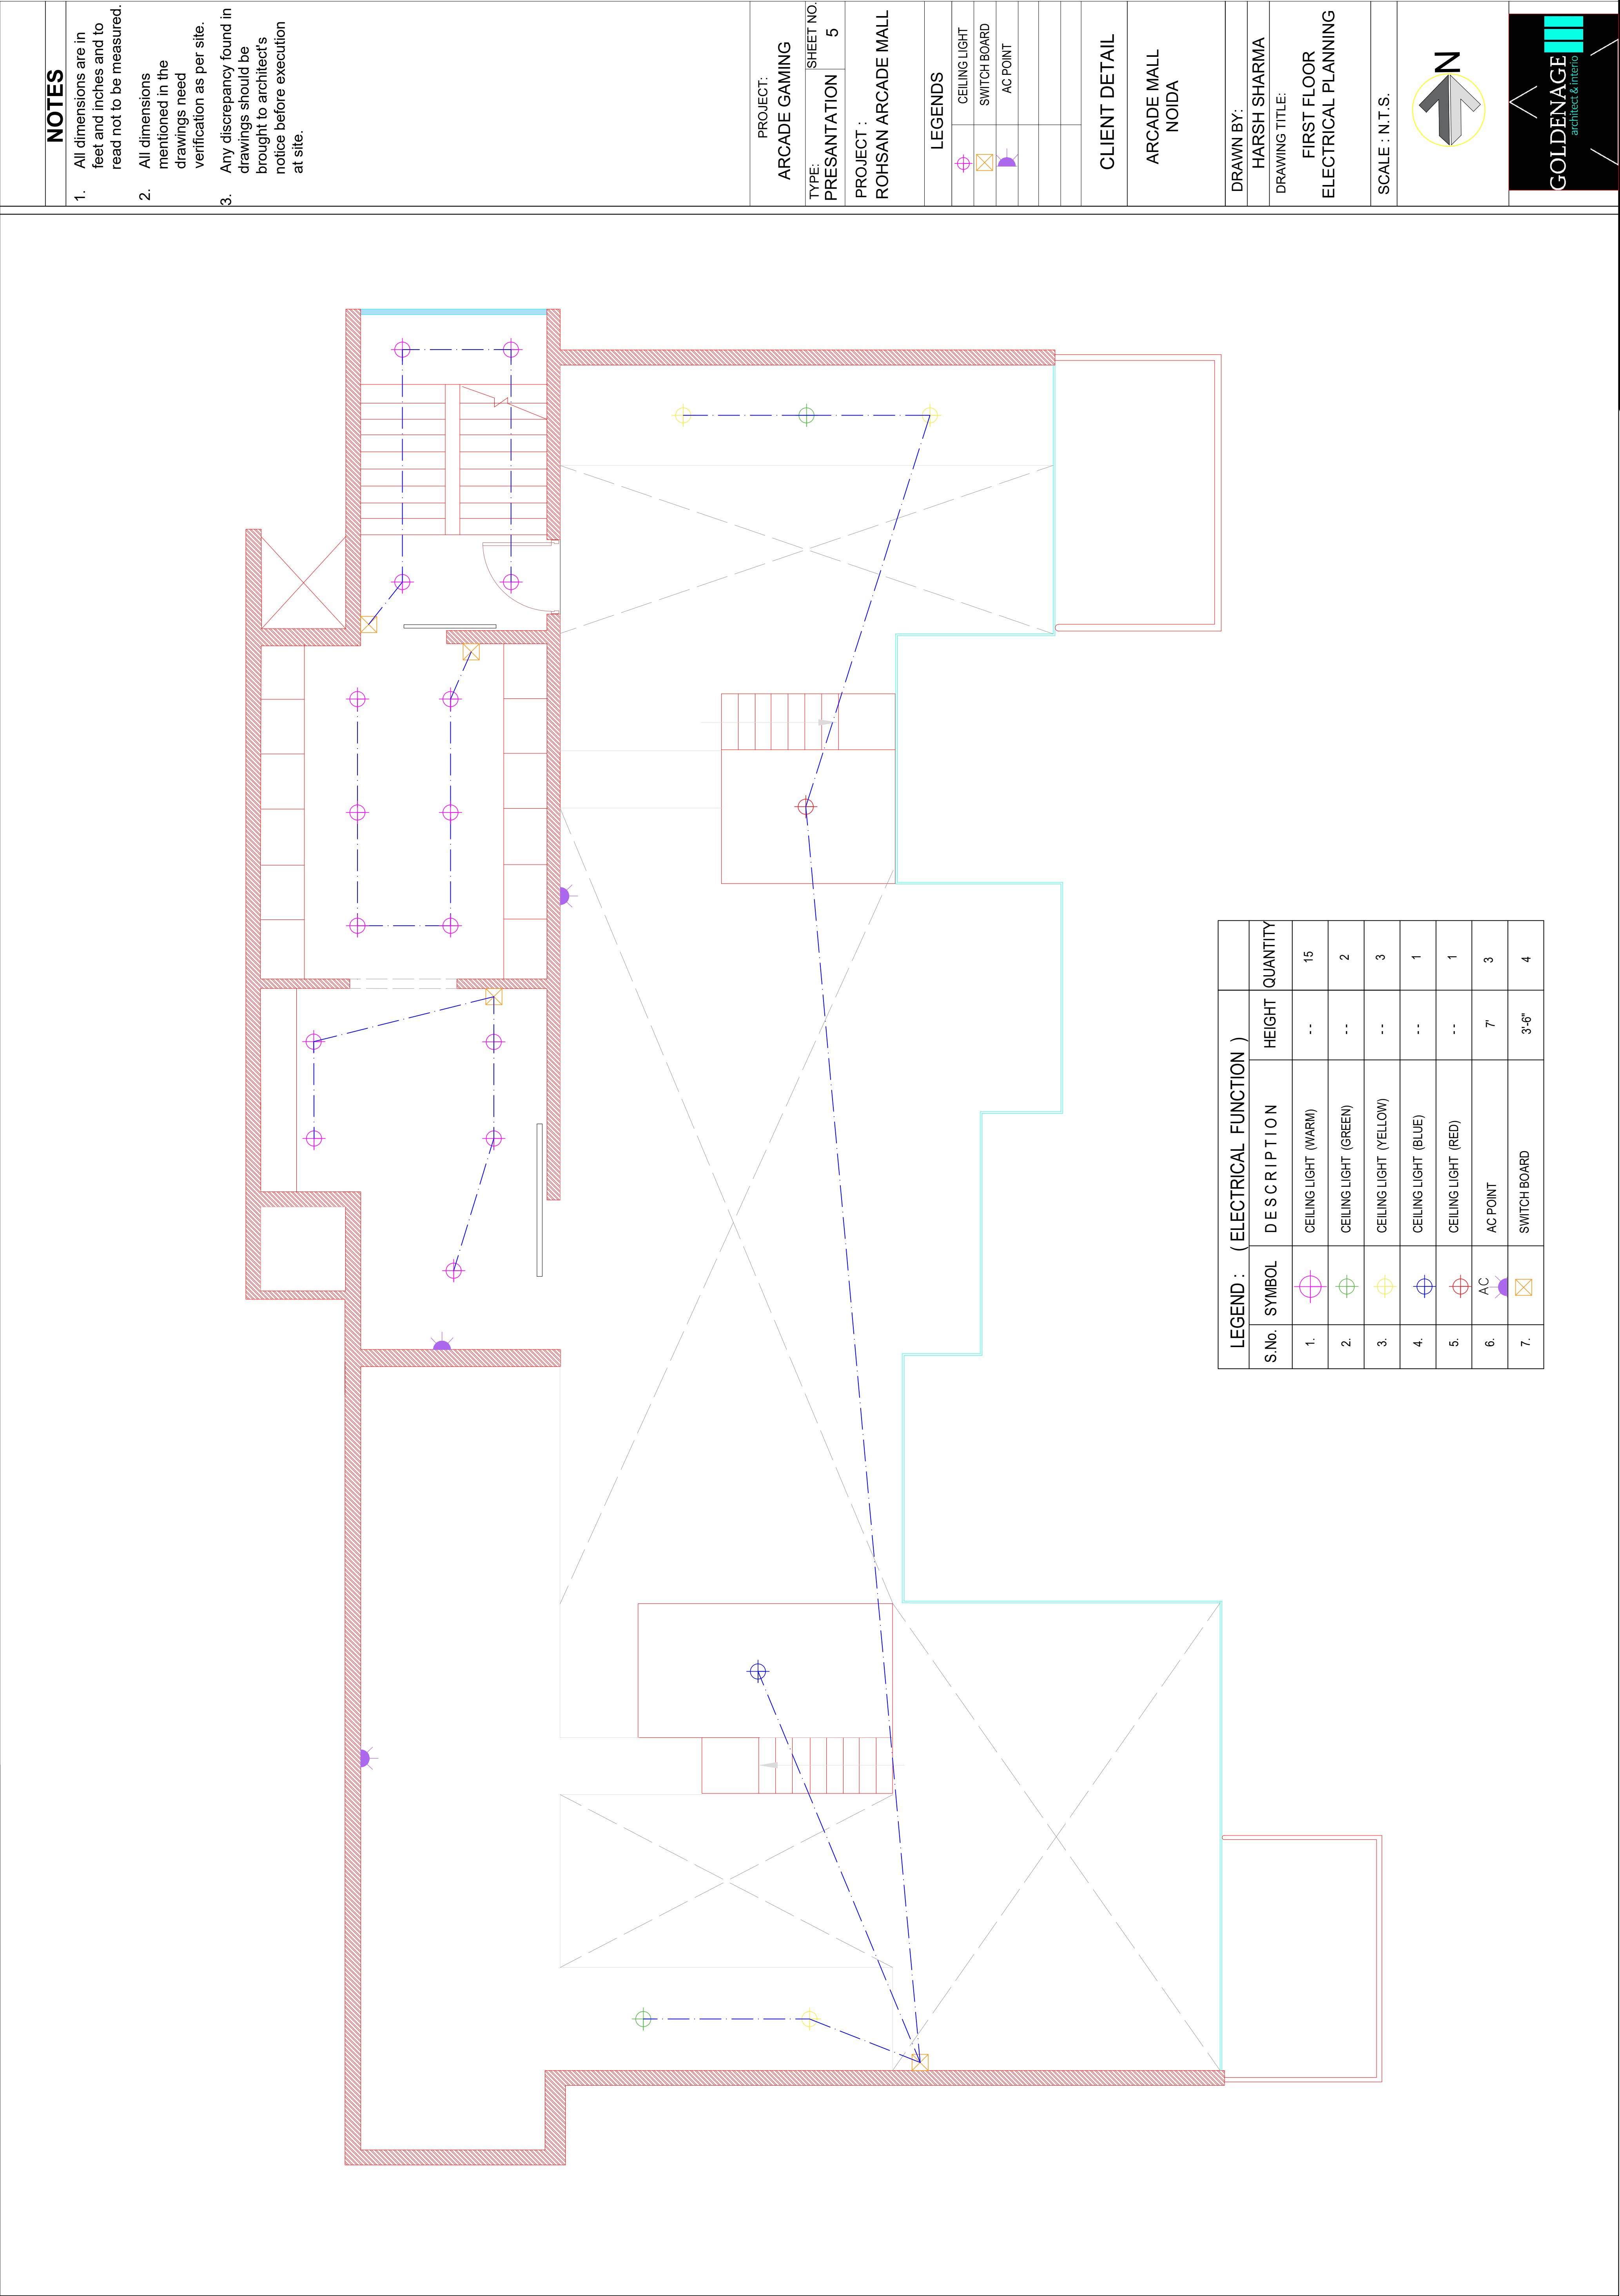 NOTES
1. All dimensions are in
feet and inches and to
read not to be measured.
2. All dimensions
mentioned in the
drawings need
verification as per site.
3. Any discrepancy found in
drawings should be
brought to architect's
notice before execution
at site.
PROJECT:
ARCADE GAMING
TYPE: SHEET NO.
PRESANTATION 5
PROJECT :
ROHSAN ARCADE MALL
LEGENDS
CEILING LIGHT
SWITCH BOARD
AC POINT
CLIENT DETAIL
ARCADE MALL
NOIDA
DRAWN BY:
HARSH SHARMA
DRAWING TITLE:
FIRST FLOOR
ELECTRICAL PLANNING
SCALE : N.T.S.
N
GOLDENAGE
architect & interio
LEGEND : ( ELECTRICAL FUNCTION )
S.No. SYMBOL DESCRIPTION HEIGHT QUANTITY
1. CEILING LIGHT (WARM) -- 15
2. CEILING LIGHT (GREEN) -- 2
3. CEILING LIGHT (YELLOW) -- 3
4. CEILING LIGHT (BLUE) -- 1
5. CEILING LIGHT (RED) -- 1
6. AC AC POINT 7' 3
7. SWITCH BOARD 3'-6" 4